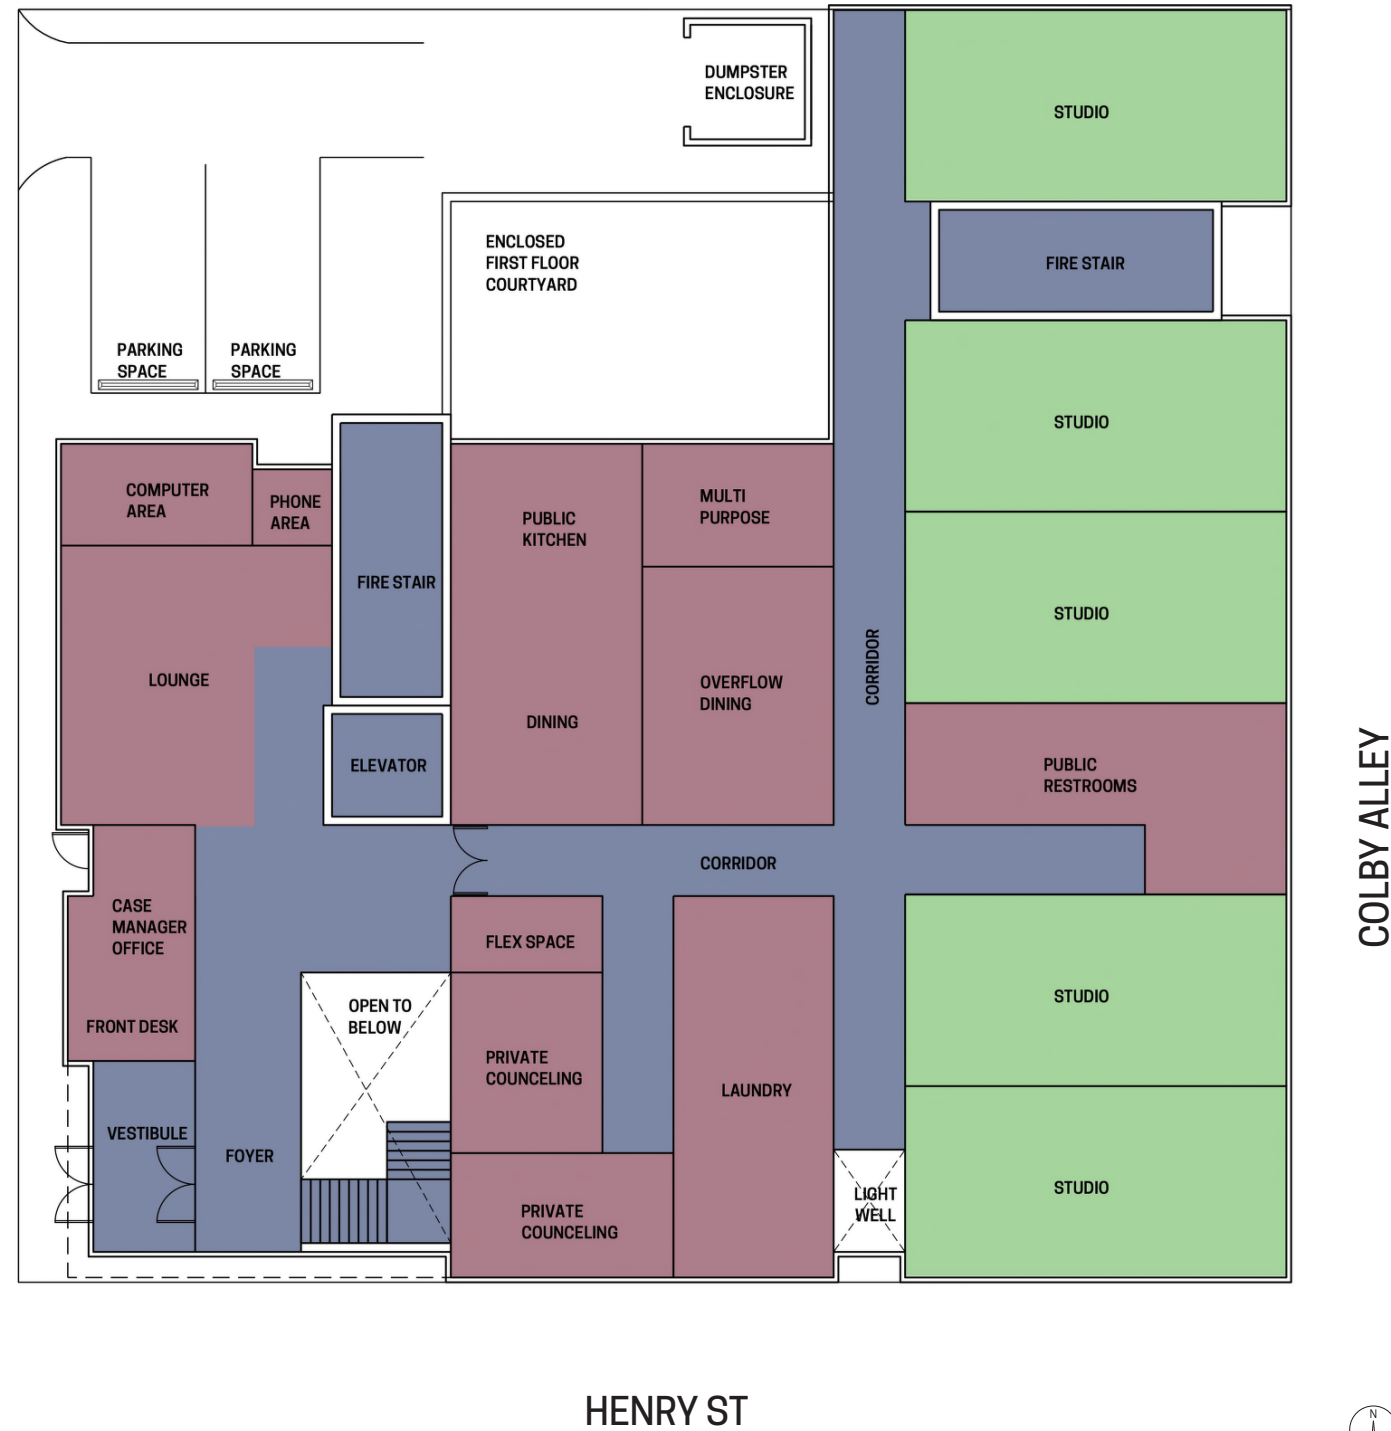 DUMPSTER
ENCLOSURE
STUDIO
ENCLOSED
FIRST FLOOR
COURTYARD
FIRE STAIR
PARKING
SPACE
PARKING
SPACE
STUDIO
COMPUTER
AREA
PHONE
AREA
PUBLIC
KITCHEN
MULTI
PURPOSE
FIRE STAIR
STUDIO
LOUNGE
OVERFLOW
DINING
CORRIDOR
DINING
ELEVATOR
PUBLIC
RESTROOMS
COLBY ALLEY
CORRIDOR
CASE
MANAGER
OFFICE
FLEX SPACE
FRONT DESK
OPEN TO
BELOW
STUDIO
PRIVATE
COUNCELING
LAUNDRY
VESTIBULE
FOYER
PRIVATE
COUNCELING
LIGHT
WELL
STUDIO
HENRY ST
N